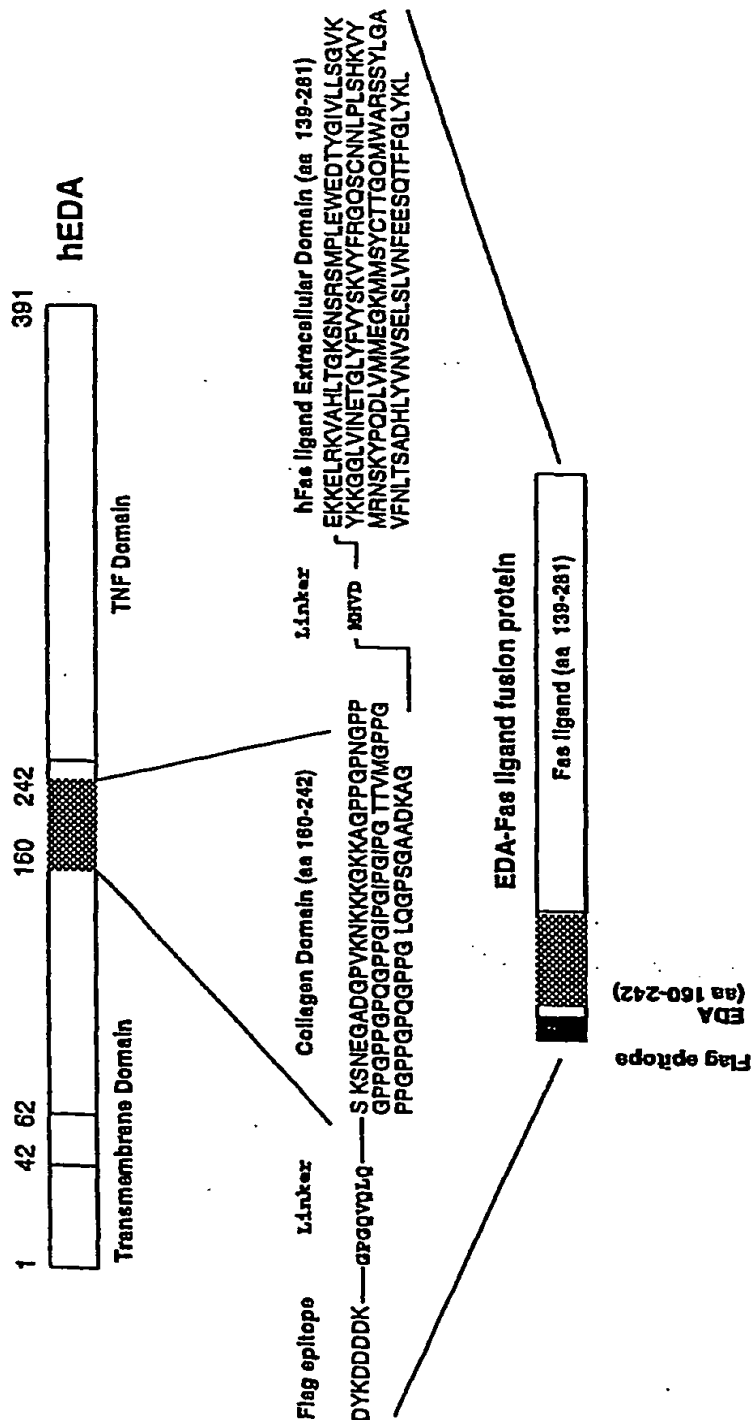 1 42 62 160 242 391
hEDA
Transmembrane Domain
TNF Domain
Flag epitope
DYKDDDDK
Linker
GPGQVQLQ
Collagen Domain (aa 160-242)
S KSNEGADGPVKNKKKGKKAGPPGPNGPP
GPPGPPGPQGPPGIPGIPGIPG TTVMGPPG
PPGPPGPQGPPG LQGPSGAADKAG
Linker
MHVD
hFas ligand Extracellular Domain (aa 139-281)
EKKELRKVAHLTGKSNSRSMPLEWEDTYGIVLLSGVK
YKKGGLVINETGLYFVYSKVYFRGQSCNNLPLSHKVY
MRNSKYPQDLVMMEGKMMSYCTTGQMWARSSYLGA
VFNLTSADHLYVNVSELSLVNFEESQTFFGLYKL
EDA-Fas ligand fusion protein
Fas ligand (aa 139-281)
Flag epitope
EDA
(aa 160-242)